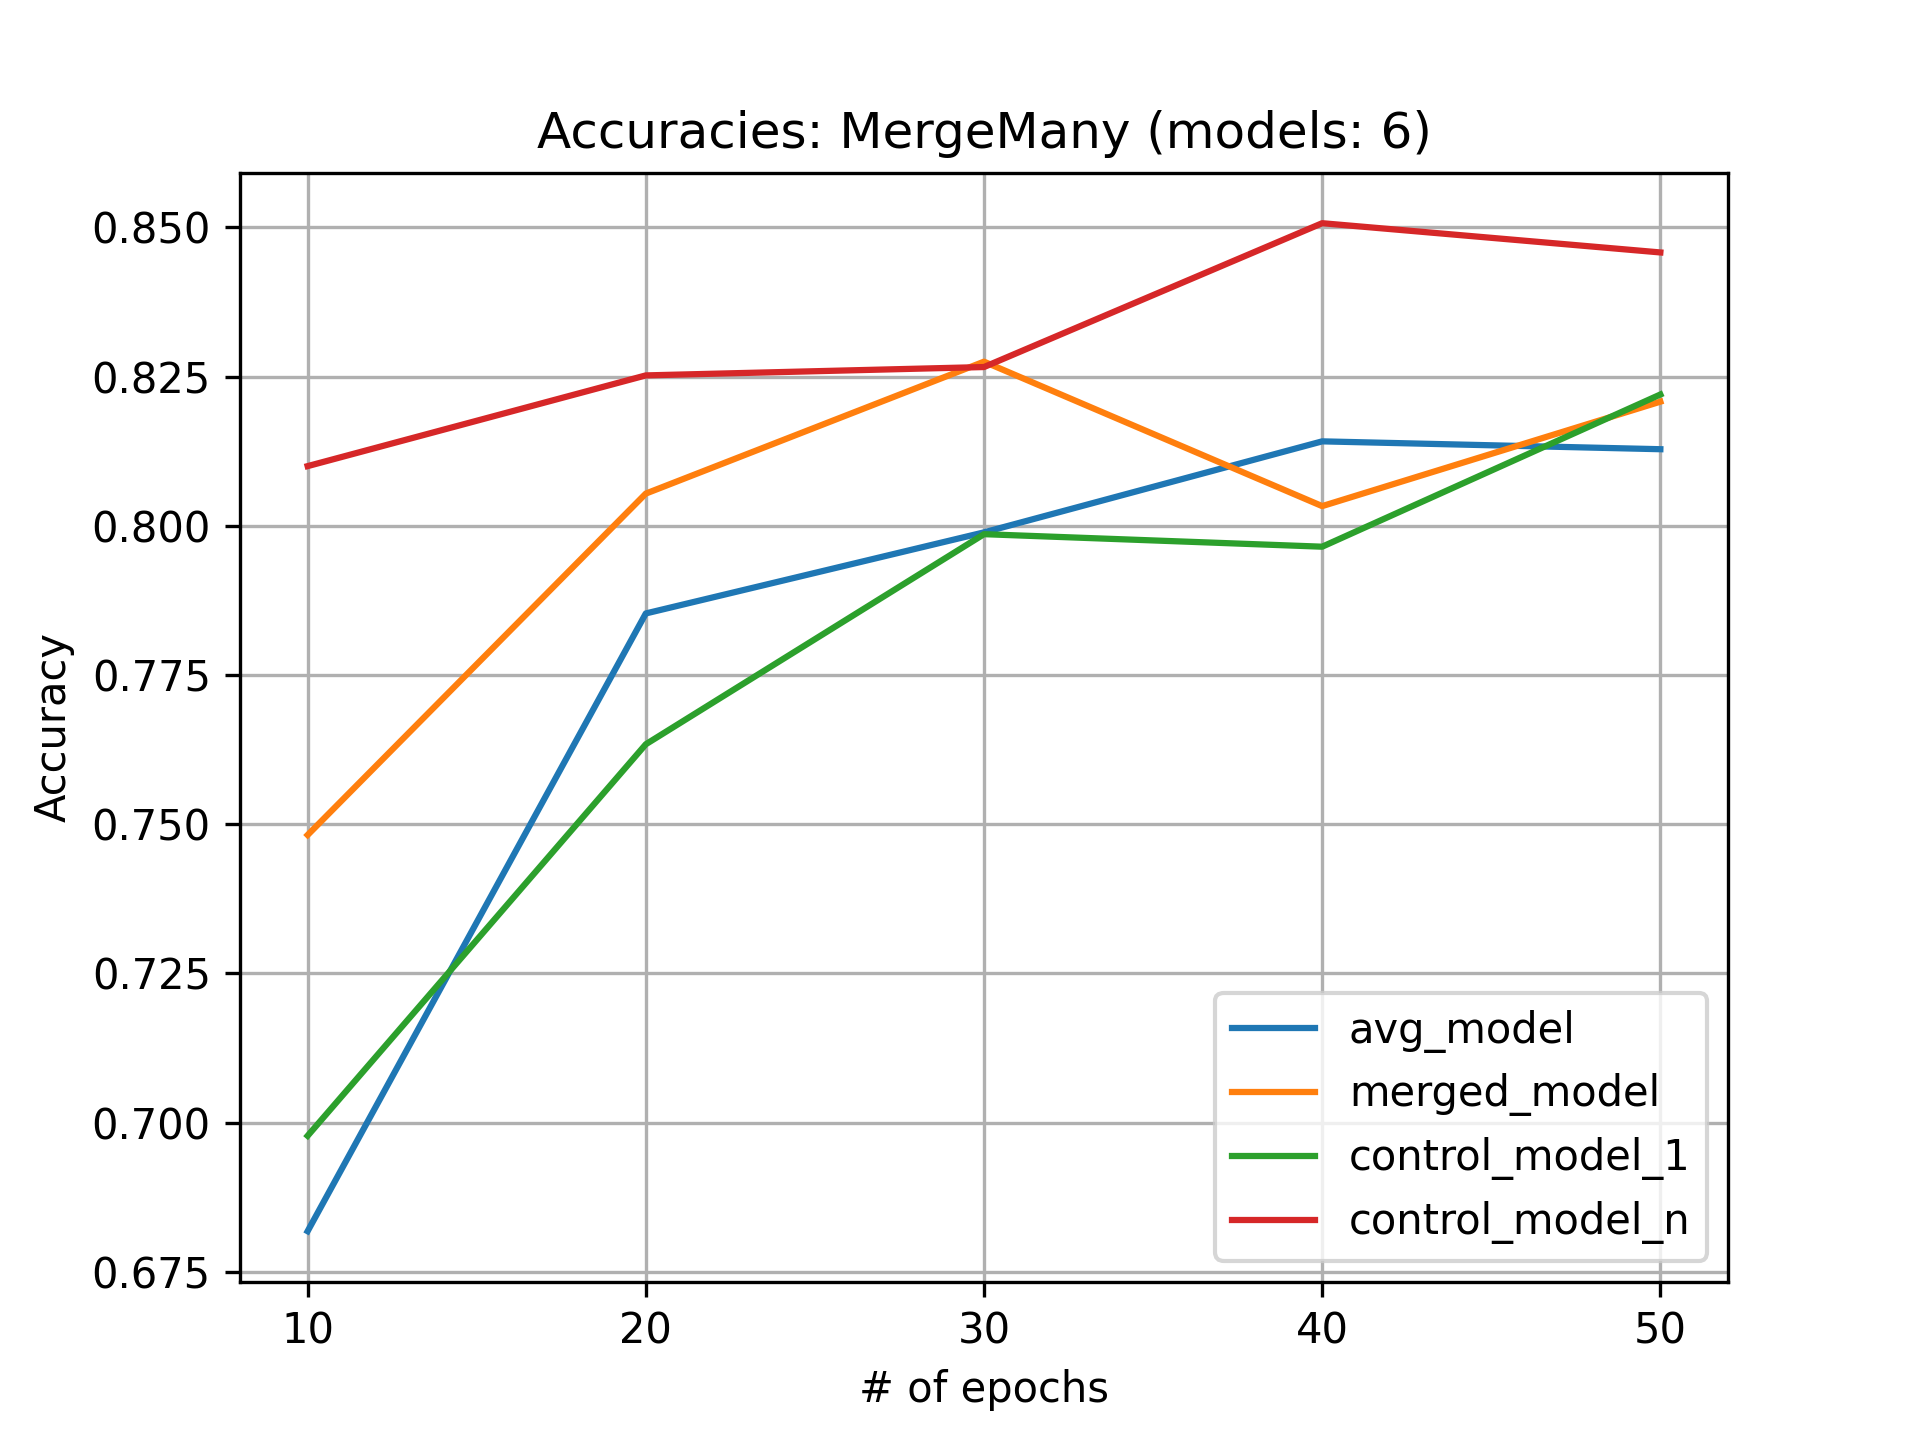 Accuracies: MergeMany (models: 6)
0.850
0.825
0.800
0.775
0.750
0.725
0.700
0.675
Accuracy
10 20 30 40 50
# of epochs
avg_model
merged_model
control_model_1
control_model_n